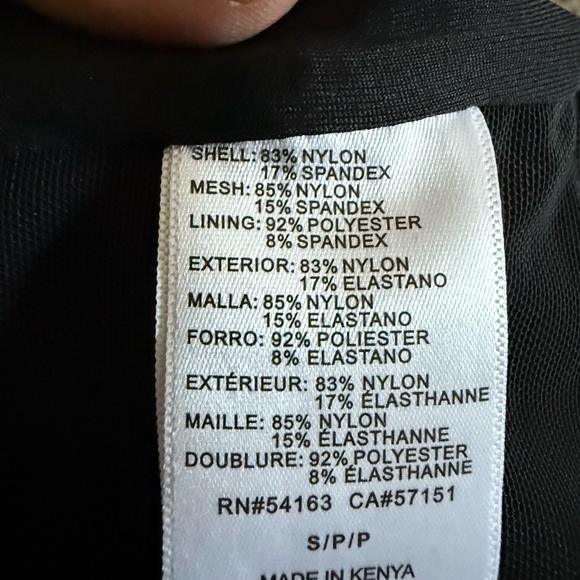 SHELL: 83% NYLON
17% SPANDEX
MESH: 85% NYLON
15% SPANDEX
LINING: 92% POLYESTER
8% SPANDEX
EXTERIOR: 83% NYLON
17% ELASTANO
MALLA: 85% NYLON
15% ELASTANO
FORRO: 92% POLIESTER
8% ELASTANO
EXTÉRIEUR: 83% NYLON
17% ÉLASTHANNE
MAILLE: 85% NYLON
15% ÉLASTHANNE
DOUBLURE: 92% POLYESTER
8% ÉLASTHANNE
RN#54163 CA#57151
S/P/P
MADE IN KENYA